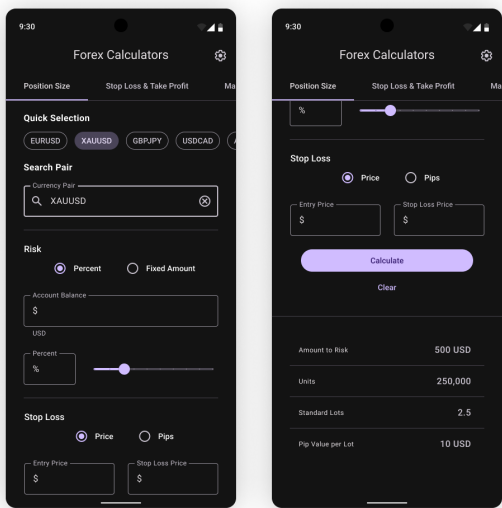 9:30
Forex Calculators
Position Size Stop Loss & Take Profit Ma
Quick Selection
EURUSD XAUUSD GBPJPY USDCAD A
Search Pair
Currency Pair
XAUUSD
Risk
Percent Fixed Amount
Account Balance
$
USD
Percent
%
Stop Loss
Price Pips
Entry Price Stop Loss Price
$ $
9:30
Forex Calculators
Position Size Stop Loss & Take Profit Ma
%
Stop Loss
Price Pips
Entry Price Stop Loss Price
$ $
Calculate
Clear
Amount to Risk 500 USD
Units 250,000
Standard Lots 2.5
Pip Value per Lot 10 USD